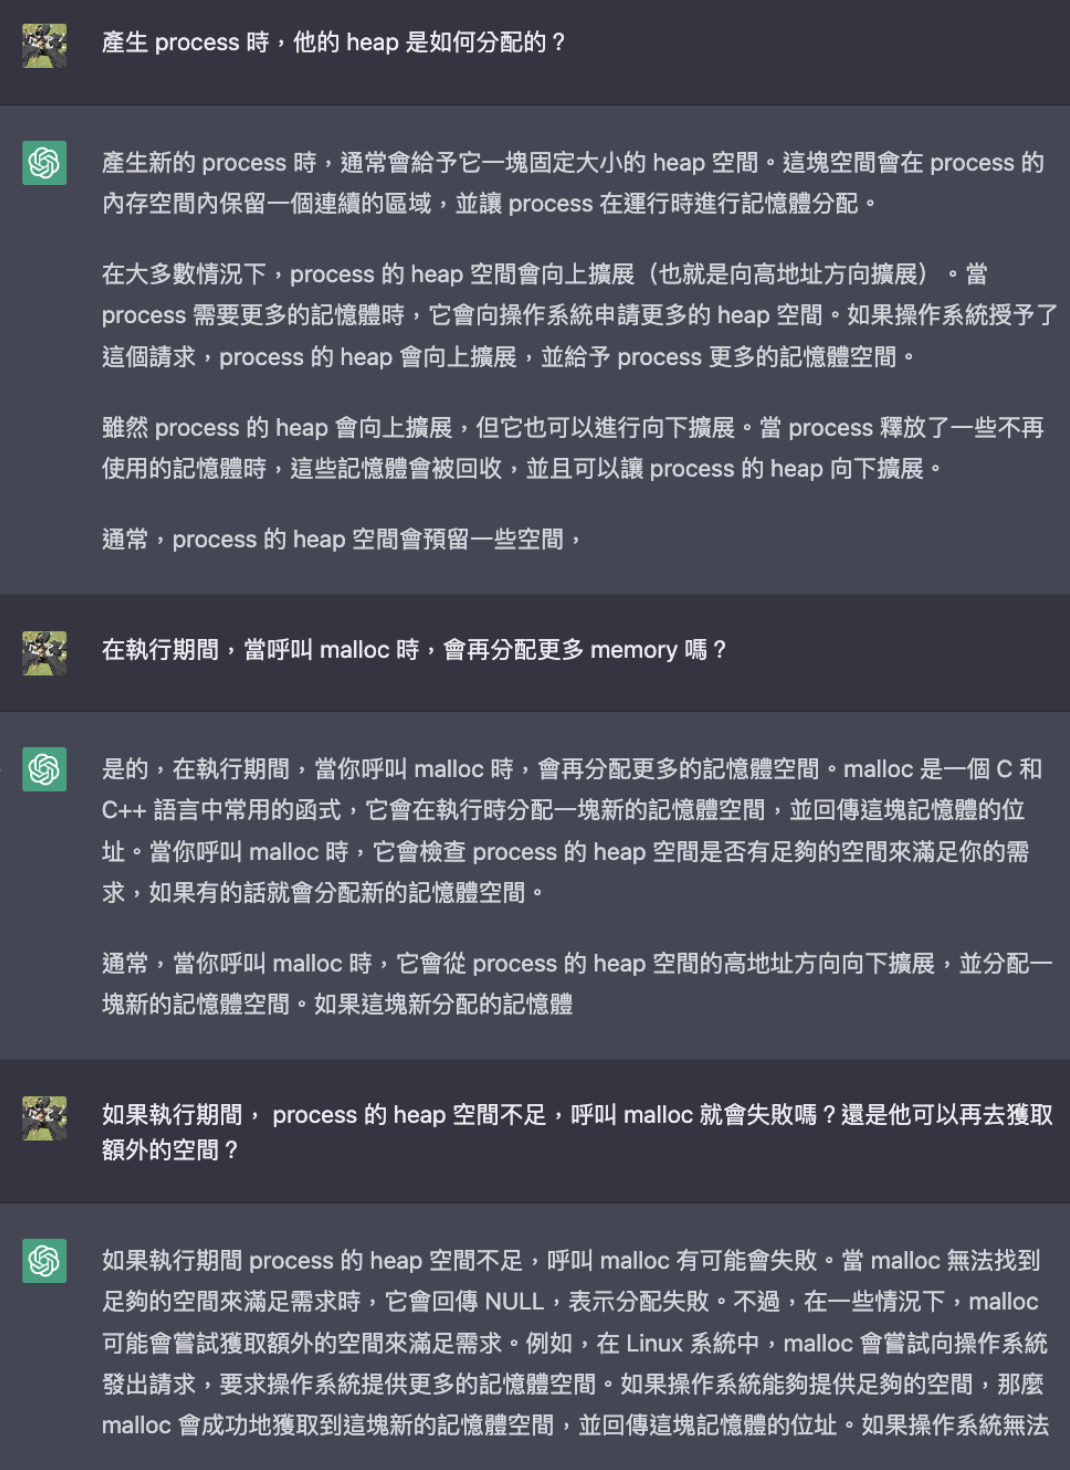 產生 process 時，他的 heap 是如何分配的？
產生新的 process 時，通常會給予它一塊固定大小的 heap 空間。這塊空間會在 process 的
內存空間內保留一個連續的區域，並讓 process 在運行時進行記憶體分配。
在大多數情況下，process 的 heap 空間會向上擴展（也就是向高地址方向擴展）。當
process 需要更多的記憶體時，它會向操作系統申請更多的 heap 空間。如果操作系統授予了
這個請求，process 的 heap 會向上擴展，並給予 process 更多的記憶體空間。
雖然 process 的 heap 會向上擴展，但它也可以進行向下擴展。當 process 釋放了一些不再
使用的記憶體時，這些記憶體會被回收，並且可以讓 process 的 heap 向下擴展。
通常，process 的 heap 空間會預留一些空間，
在執行期間，當呼叫 malloc 時，會再分配更多 memory 嗎？
是的，在執行期間，當你呼叫 malloc 時，會再分配更多的記憶體空間。malloc 是一個 C 和
C++ 語言中常用的函式，它會在執行時分配一塊新的記憶體空間，並回傳這塊記憶體的位
址。當你呼叫 malloc 時，它會檢查 process 的 heap 空間是否有足夠的空間來滿足你的需
求，如果有的話就會分配新的記憶體空間。
通常，當你呼叫 malloc 時，它會從 process 的 heap 空間的高地址方向向下擴展，並分配一
塊新的記憶體空間。如果這塊新分配的記憶體
如果執行期間， process 的 heap 空間不足，呼叫 malloc 就會失敗嗎？還是他可以再去獲取
額外的空間？
如果執行期間 process 的 heap 空間不足，呼叫 malloc 有可能會失敗。當 malloc 無法找到
足夠的空間來滿足需求時，它會回傳 NULL，表示分配失敗。不過，在一些情況下，malloc
可能會嘗試獲取額外的空間來滿足需求。例如，在 Linux 系統中，malloc 會嘗試向操作系統
發出請求，要求操作系統提供更多的記憶體空間。如果操作系統能夠提供足夠的空間，那麼
malloc 會成功地獲取到這塊新的記憶體空間，並回傳這塊記憶體的位址。如果操作系統無法